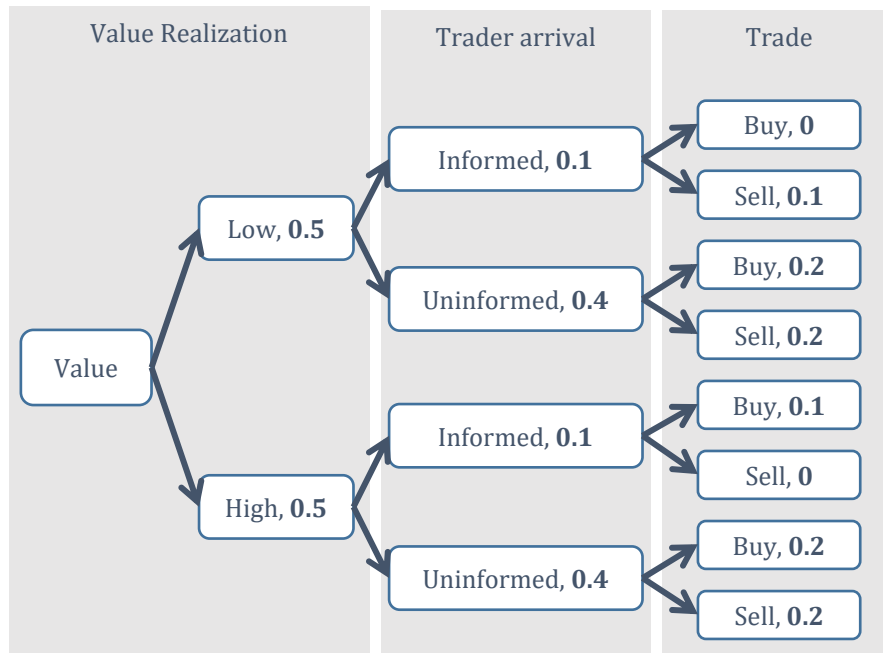 Value Realization
Trader arrival
Trade
Value
Low, 0.5
High, 0.5
Informed, 0.1
Uninformed, 0.4
Informed, 0.1
Uninformed, 0.4
Buy, 0
Sell, 0.1
Buy, 0.2
Sell, 0.2
Buy, 0.1
Sell, 0
Buy, 0.2
Sell, 0.2